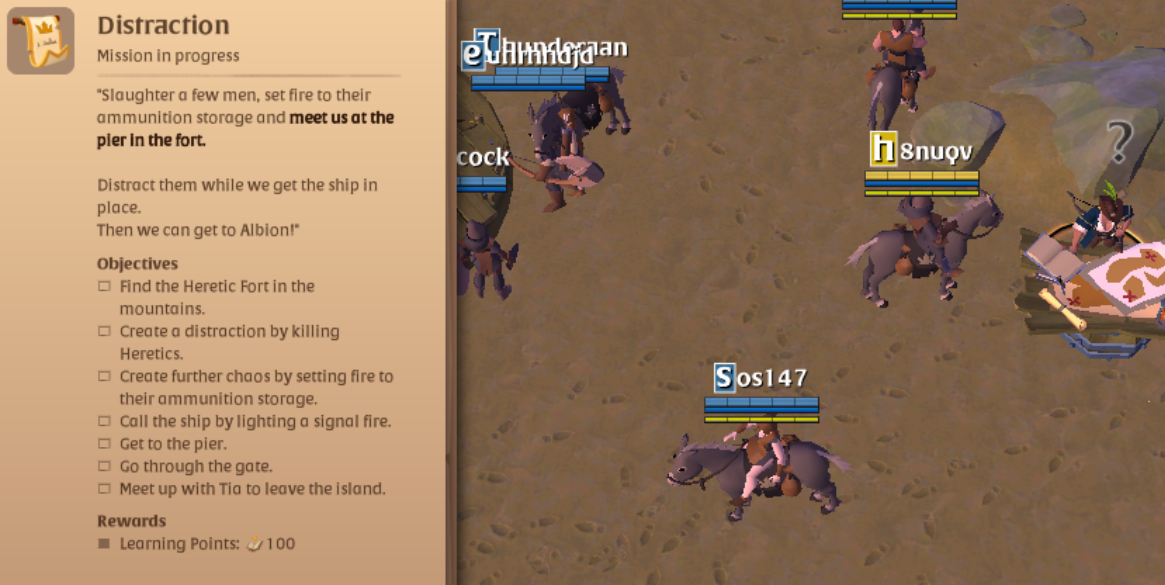 Distraction
Mission in progress
"Slaughter a few men, set fire to their
ammunition storage and meet us at the
pier in the fort.
Distract them while we get the ship in
place.
Then we can get to Albion!"
Objectives
Find the Heretic Fort in the
mountains.
Create a distraction by killing
Heretics.
Create further chaos by setting fire to
their ammunition storage.
Call the ship by lighting a signal fire.
Get to the pier.
Go through the gate.
Meet up with Tia to leave the island.
Rewards
Learning Points: 100
cock
h8nuqv
?
Sos147